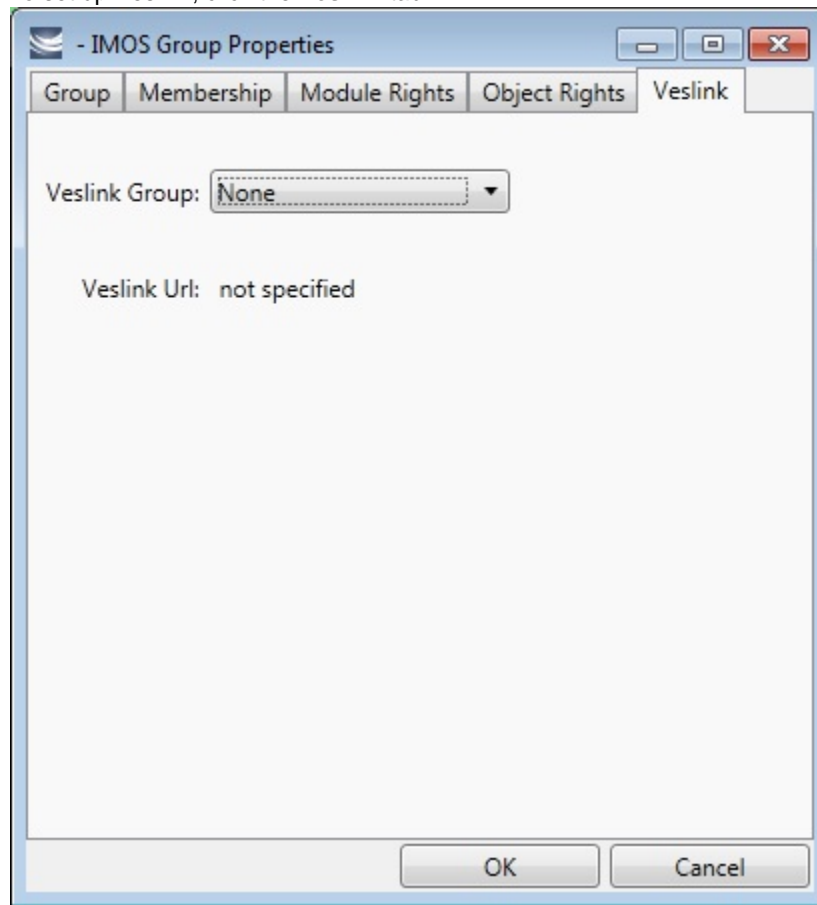 - IMOS Group Properties
Group Membership Module Rights Object Rights Veslink
Veslink Group: None
Veslink Url: not specified
OK Cancel